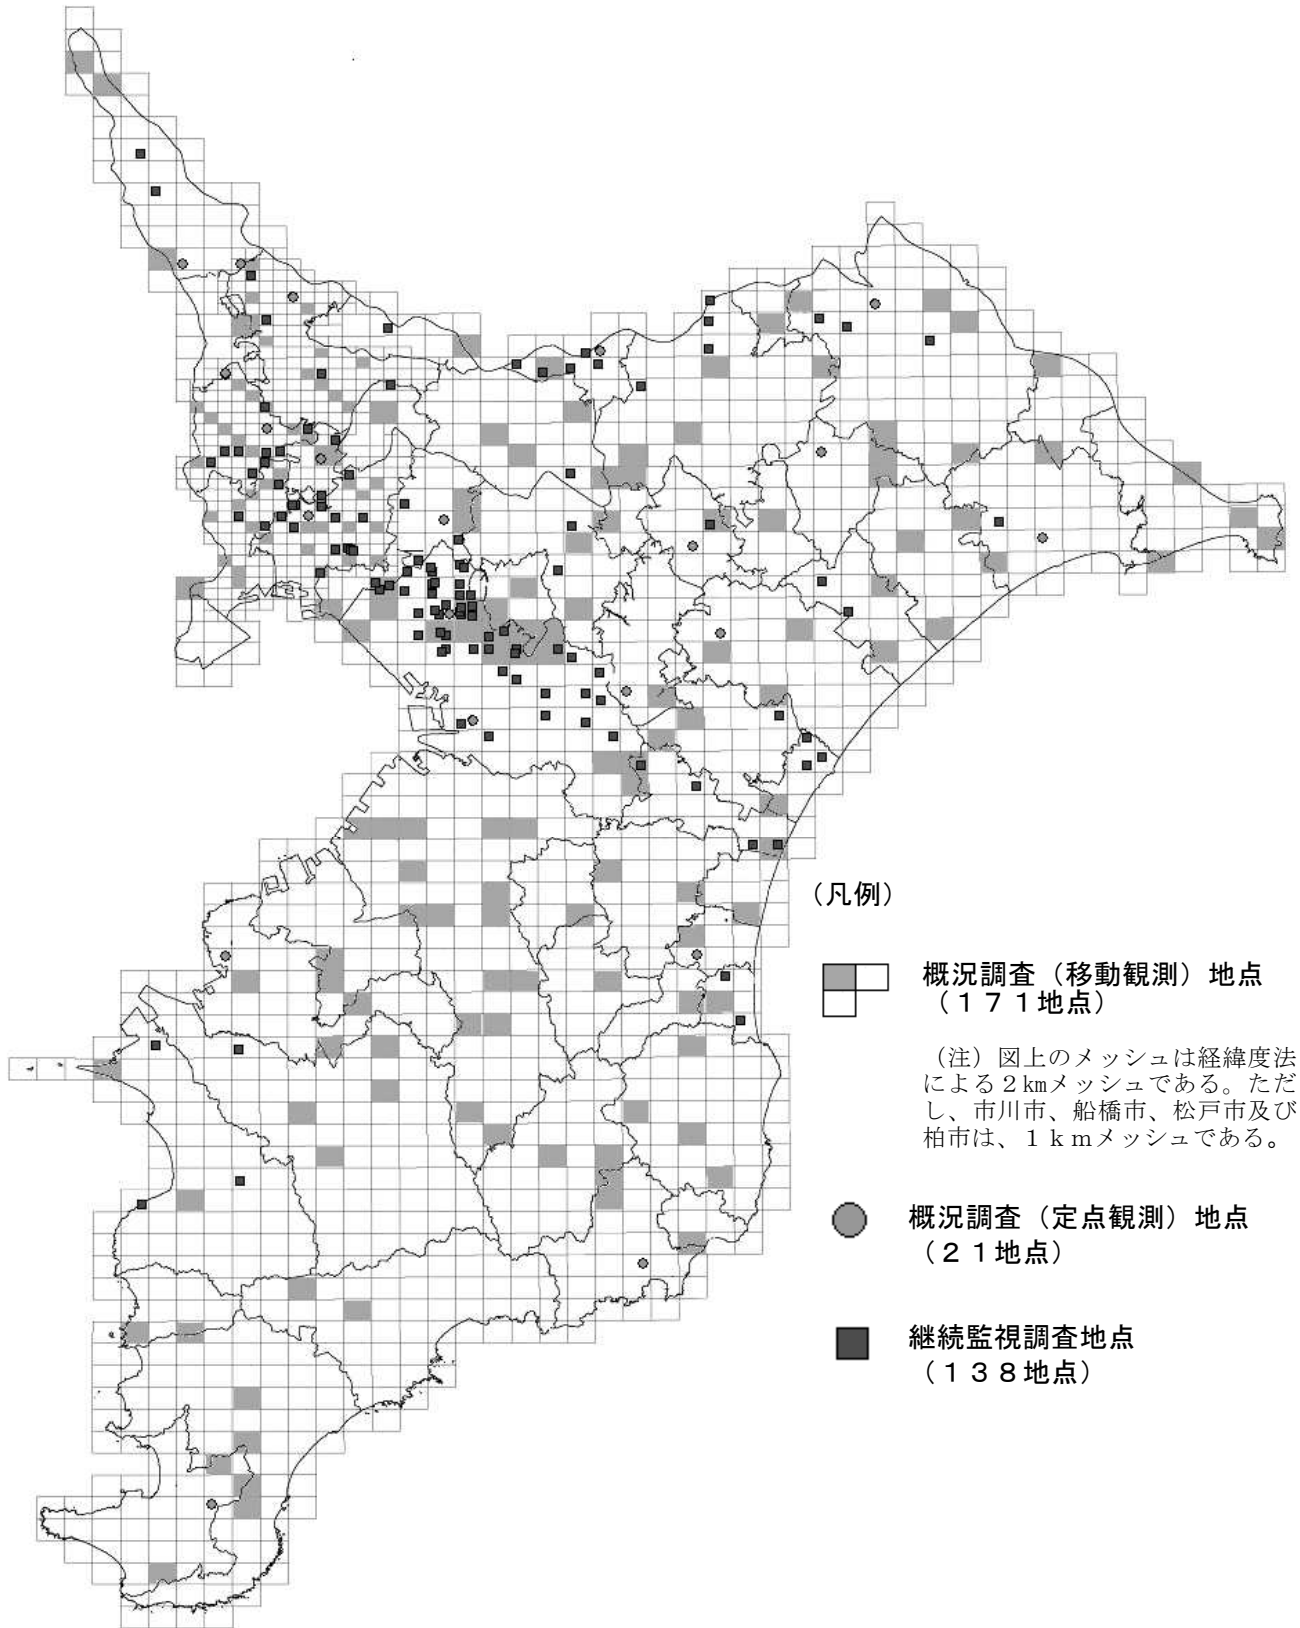 （凡例）
概況調査（移動観測）地点
（１７１地点）
（注）図上のメッシュは経緯度法
による２㎞メッシュである。ただ
し、市川市、船橋市、松戸市及び
柏市は、１ｋｍメッシュである。
概況調査（定点観測）地点
（２１地点）
継続監視調査地点
（１３８地点）